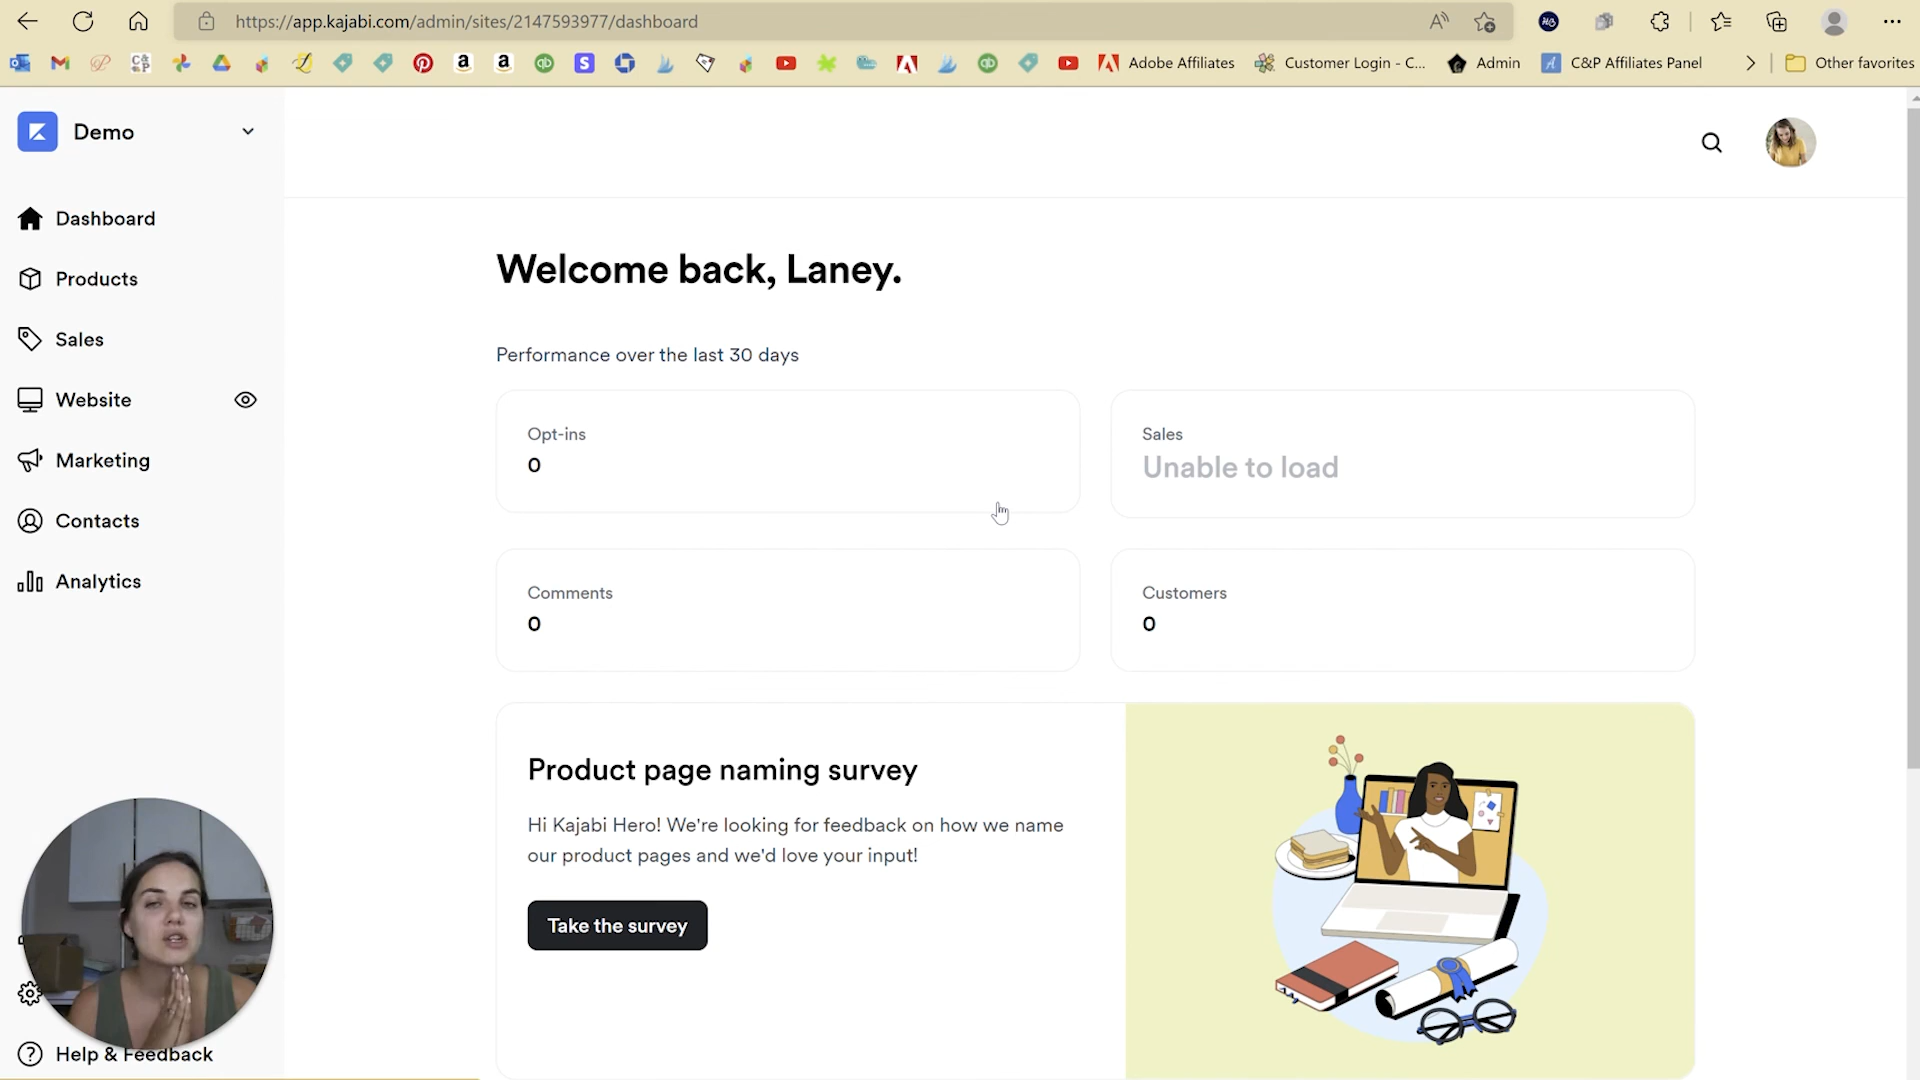 https://app.kajabi.com/admin/sites/2147593977/dashboard
Adobe Affiliates
Customer Login - C...
Admin
C&P Affiliates Panel
Other favorites
Demo
Dashboard
Products
Sales
Website
Marketing
Contacts
Analytics
Help & Feedback
Welcome back, Laney.
Performance over the last 30 days
Opt-ins
0
Sales
Unable to load
Comments
0
Customers
0
Product page naming survey
Hi Kajabi Hero! We're looking for feedback on how we name
our product pages and we'd love your input!
Take the survey